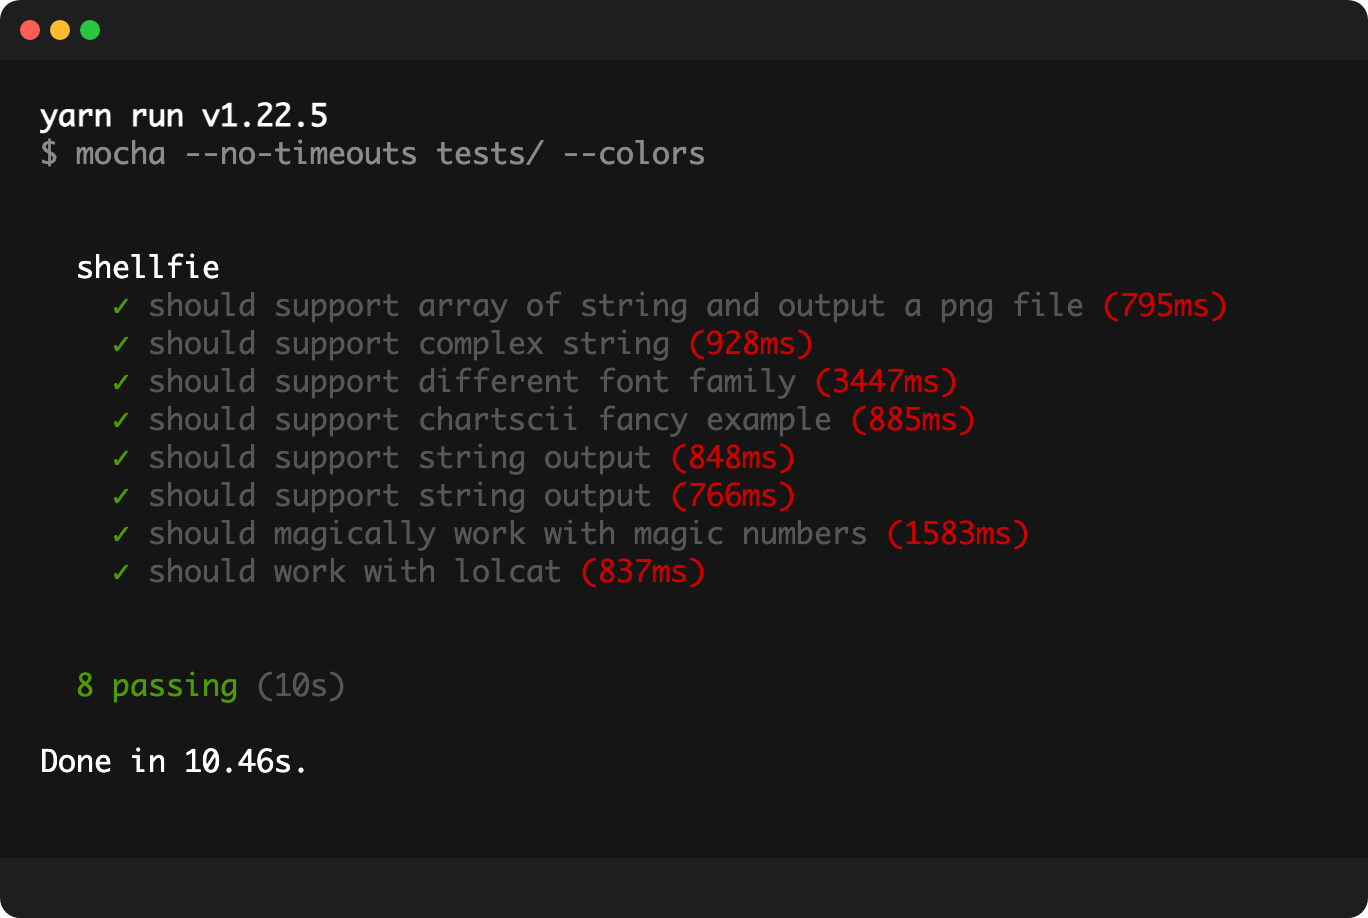 yarn run v1.22.5
$ mocha --no-timeouts tests/ --colors
shellfie
✓ should support array of string and output a png file (795ms)
✓ should support complex string (928ms)
✓ should support different font family (3447ms)
✓ should support chartscii fancy example (885ms)
✓ should support string output (848ms)
✓ should support string output (766ms)
✓ should magically work with magic numbers (1583ms)
✓ should work with lolcat (837ms)
8 passing (10s)
Done in 10.46s.